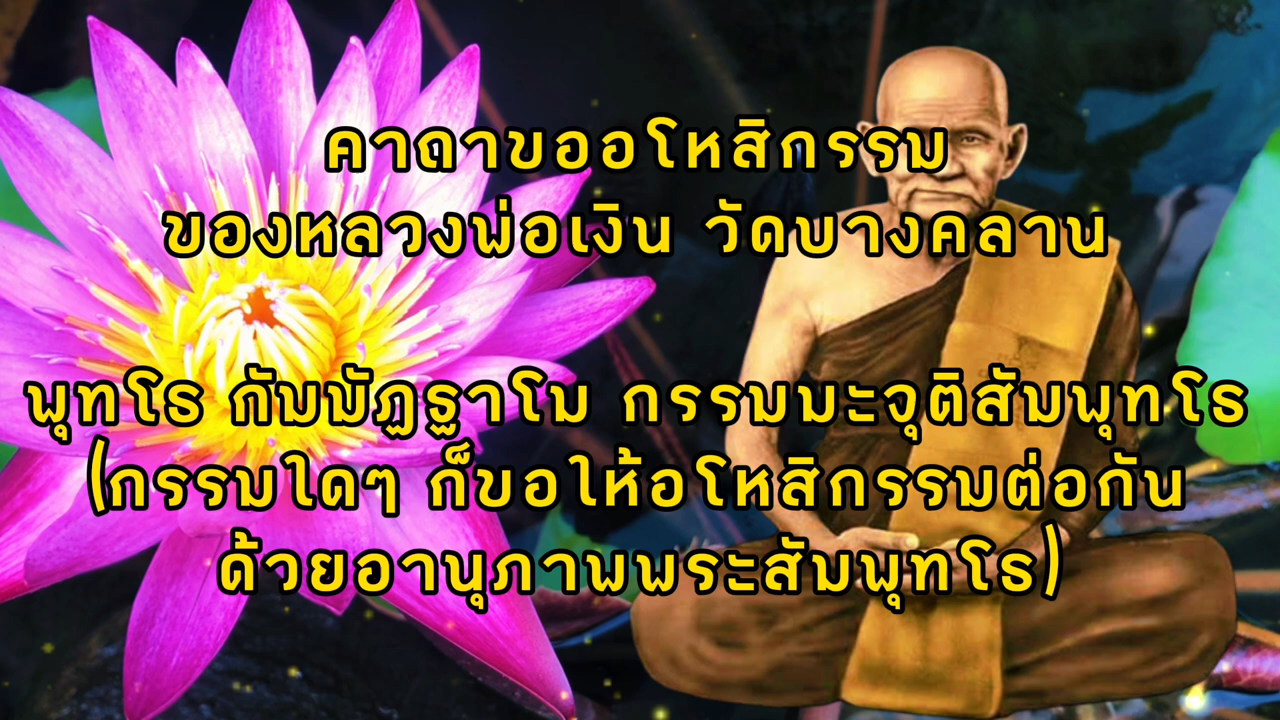 คาถาขออโหสิกรรม
ของหลวงพ่อเงิน วัดบางคลาน
พุทโธ กัมมัฏฐาโม กรรมมะจุติสัมพุทโธ
(กรรมใดๆ ก็ขอให้อโหสิกรรมต่อกัน
ด้วยอานุภาพพระสัมพุทโธ)